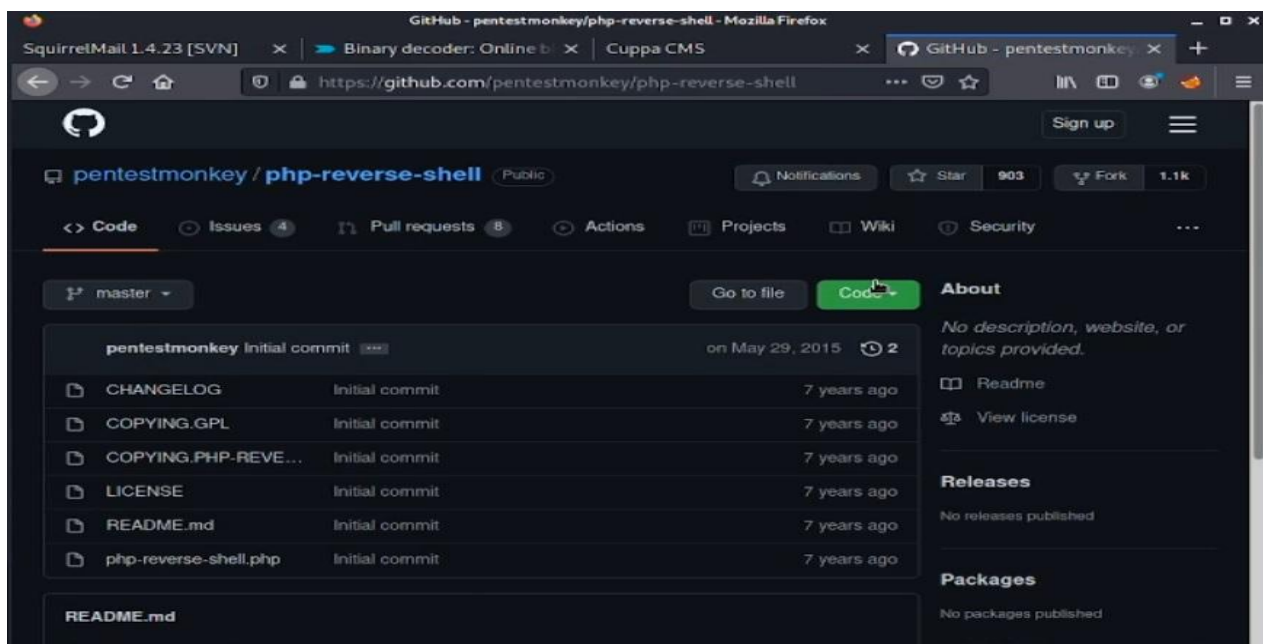 GitHub - pentestmonkey/php-reverse-shell - Mozilla Firefox
SquirrelMail 1.4.23 [SVN]
Binary decoder: Online b
Cuppa CMS
GitHub - pentestmonkey
https://github.com/pentestmonkey/php-reverse-shell
Sign up
pentestmonkey / php-reverse-shell Public
Notifications
Star 903
Fork 1.1k
<> Code
Issues 4
Pull requests 8
Actions
Projects
Wiki
Security
master
Go to file
Code
pentestmonkey Initial commit
on May 29, 2015
2
CHANGELOG Initial commit 7 years ago
COPYING.GPL Initial commit 7 years ago
COPYING.PHP-REVE... Initial commit 7 years ago
LICENSE Initial commit 7 years ago
README.md Initial commit 7 years ago
php-reverse-shell.php Initial commit 7 years ago
README.md
About
No description, website, or
topics provided.
Readme
View license
Releases
No releases published
Packages
No packages published